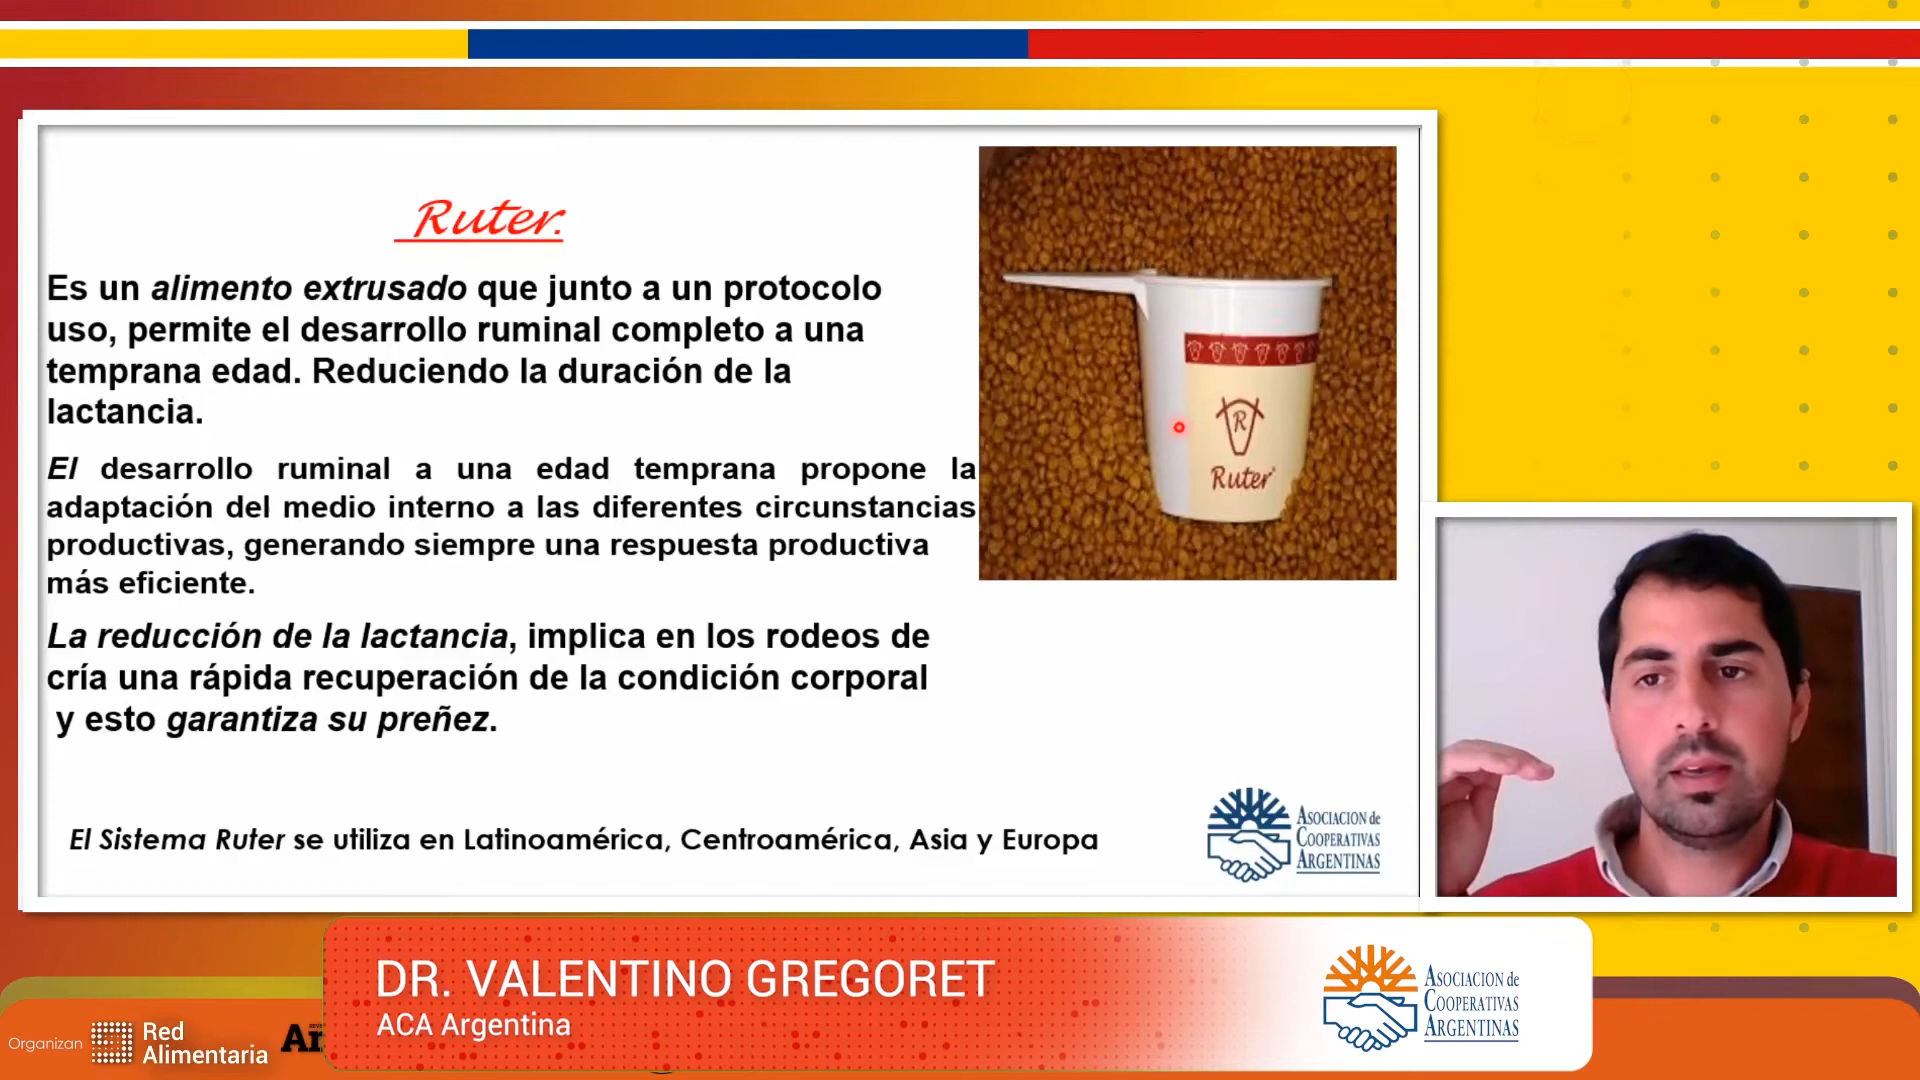 Ruter.
Es un alimento extrusado que junto a un protocolo
uso, permite el desarrollo ruminal completo a una
temprana edad. Reduciendo la duración de la
lactancia.
El desarrollo ruminal a una edad temprana propone la
adaptación del medio interno a las diferentes circunstancias
productivas, generando siempre una respuesta productiva
más eficiente.
La reducción de la lactancia, implica en los rodeos de
cría una rápida recuperación de la condición corporal
y esto garantiza su preñez.
El Sistema Ruter se utiliza en Latinoamérica, Centroamérica, Asia y Europa
R
Ruter
ASOCIACION de
COOPERATIVAS
ARGENTINAS
DR. VALENTINO GREGORET
ACA Argentina
ASOCIACION de
COOPERATIVAS
ARGENTINAS
Organizan
Red
Alimentaria